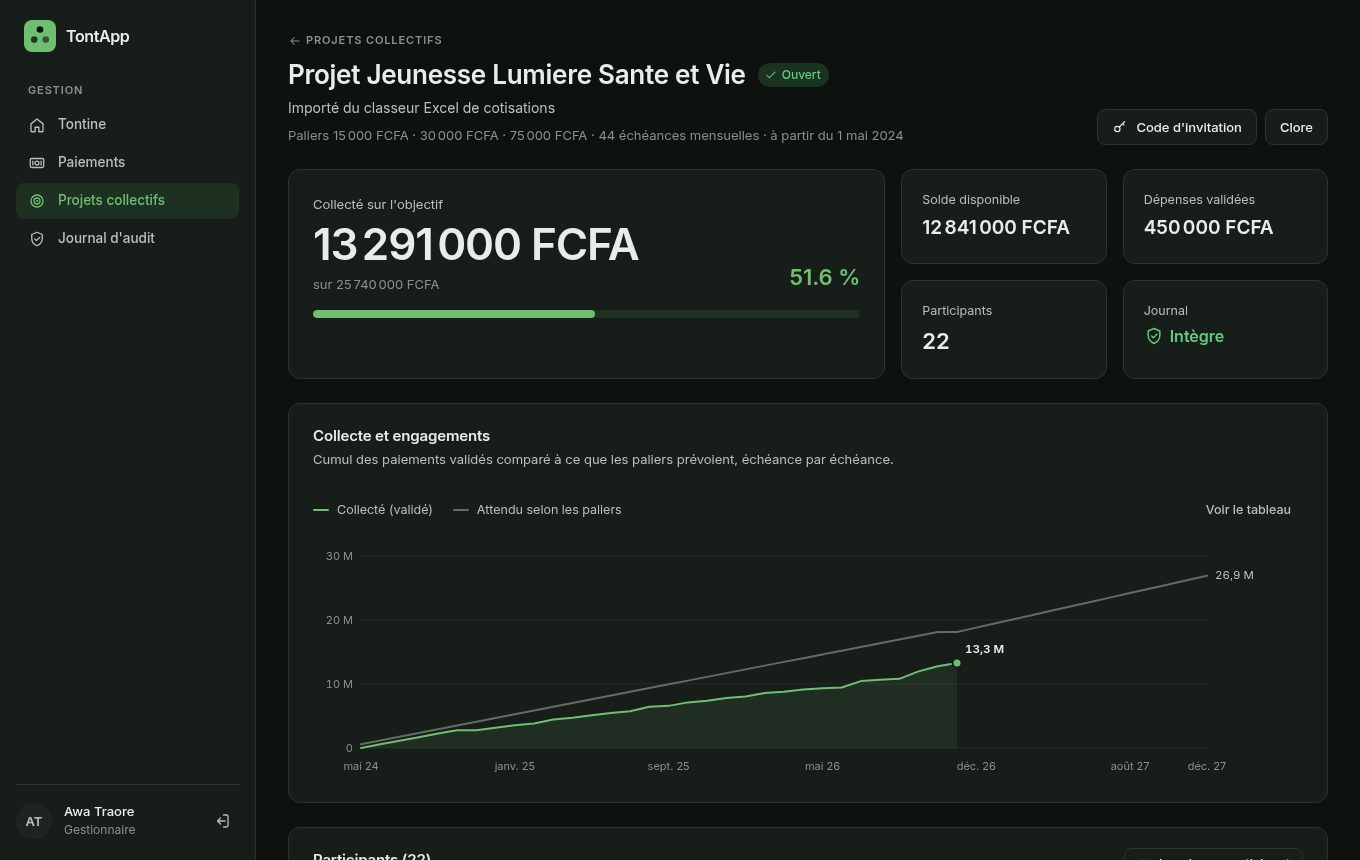 TontApp
GESTION
Tontine
Paiements
Projets collectifs
Journal d'audit
AT
Awa Traore
Gestionnaire
← PROJETS COLLECTIFS
Projet Jeunesse Lumiere Sante et Vie
Ouvert
Importé du classeur Excel de cotisations
Paliers 15 000 FCFA · 30 000 FCFA · 75 000 FCFA · 44 échéances mensuelles · à partir du 1 mai 2024
Code d'invitation
Clore
Collecté sur l'objectif
13 291 000 FCFA
sur 25 740 000 FCFA
51.6 %
Solde disponible
12 841 000 FCFA
Dépenses validées
450 000 FCFA
Participants
22
Journal
Intègre
Collecte et engagements
Cumul des paiements validés comparé à ce que les paliers prévoient, échéance par échéance.
Collecté (validé)
Attendu selon les paliers
Voir le tableau
30 M
20 M
10 M
0
26,9 M
13,3 M
mai 24
janv. 25
sept. 25
mai 26
déc. 26
août 27
déc. 27
Participants (22)